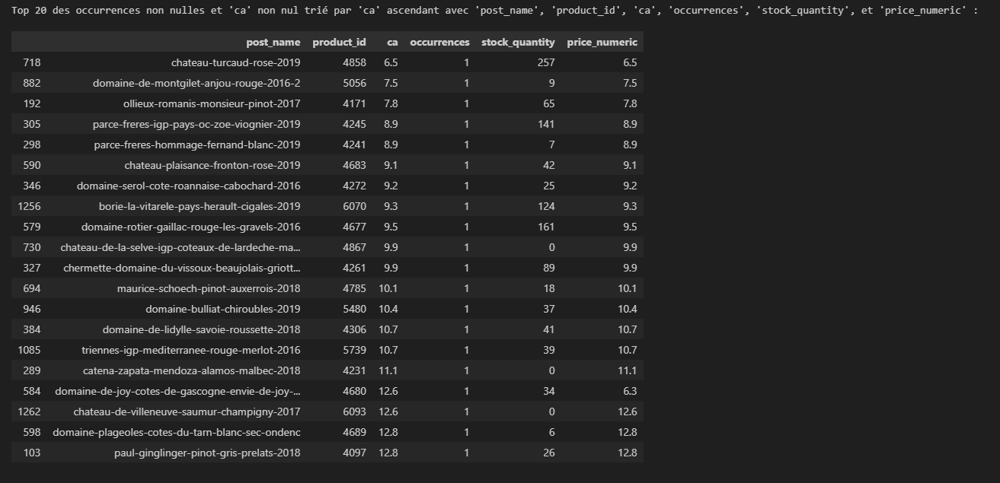 Top 20 des occurrences non nulles et 'ca' non nul trié par 'ca' ascendant avec 'post_name', 'product_id', 'ca', 'occurrences', 'stock_quantity', et 'price_numeric' :
post_name product_id ca occurrences stock_quantity price_numeric
718 chateau-turcaud-rose-2019 4858 6.5 1 257 6.5
882 domaine-de-montgilet-anjou-rouge-2016-2 5056 7.5 1 9 7.5
192 ollieux-romanis-monsieur-pinot-2017 4171 7.8 1 65 7.8
305 parce-freres-igp-pays-oc-zoe-viognier-2019 4245 8.9 1 141 8.9
298 parce-freres-hommage-fernand-blanc-2019 4241 8.9 1 7 8.9
590 chateau-plaisance-fronton-rose-2019 4683 9.1 1 42 9.1
346 domaine-serol-cote-roannaise-cabochard-2016 4272 9.2 1 25 9.2
1256 borie-la-vitarele-pays-herault-cigales-2019 6070 9.3 1 124 9.3
579 domaine-rotier-gaillac-rouge-les-gravels-2016 4677 9.5 1 161 9.5
730 chateau-de-la-selve-igp-coteaux-de-lardeche-ma... 4867 9.9 1 0 9.9
327 chermette-domaine-du-vissoux-beaujolais-griott... 4261 9.9 1 89 9.9
694 maurice-schoech-pinot-auxerrois-2018 4785 10.1 1 18 10.1
946 domaine-bulliat-chiroubles-2019 5480 10.4 1 37 10.4
384 domaine-de-lidylle-savoie-roussette-2018 4306 10.7 1 41 10.7
1085 triennes-igp-mediterranee-rouge-merlot-2016 5739 10.7 1 39 10.7
289 catena-zapata-mendoza-alamos-malbec-2018 4231 11.1 1 0 11.1
584 domaine-de-joy-cotes-de-gascogne-envie-de-joy-... 4680 12.6 1 34 6.3
1262 chateau-de-villeneuve-saumur-champigny-2017 6093 12.6 1 0 12.6
598 domaine-plageoles-cotes-du-tarn-blanc-sec-ondenc 4689 12.8 1 6 12.8
103 paul-ginglinger-pinot-gris-prelats-2018 4097 12.8 1 26 12.8